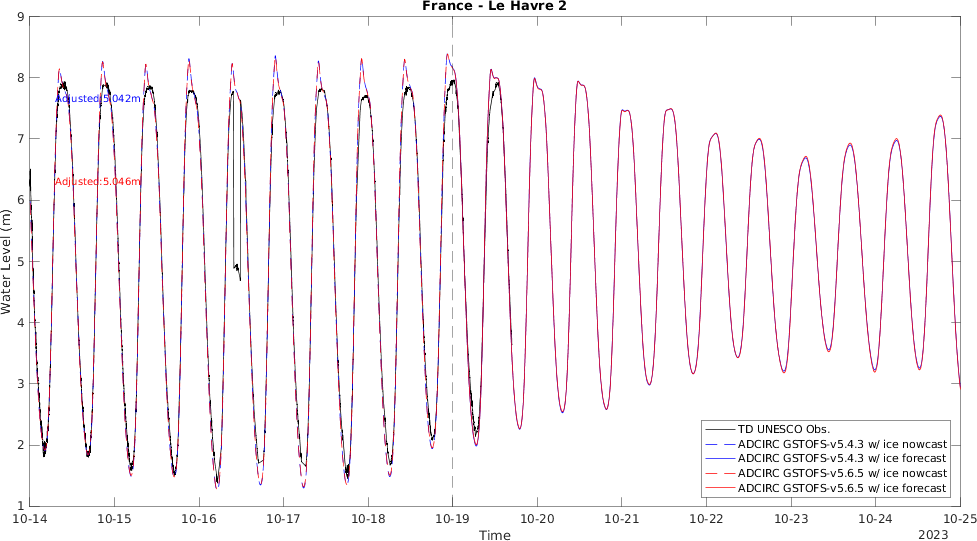 France - Le Havre 2
9
8
Adjusted:5.042m
7
Adjusted:5.046m
6
Water Level (m)
5
4
3
2
1
TD UNESCO Obs.
ADCIRC GSTOFS-v5.4.3 w/ ice nowcast
ADCIRC GSTOFS-v5.4.3 w/ ice forecast
ADCIRC GSTOFS-v5.6.5 w/ ice nowcast
ADCIRC GSTOFS-v5.6.5 w/ ice forecast
10-14 10-15 10-16 10-17 10-18 10-19 10-20 10-21 10-22 10-23 10-24 10-25
Time
2023